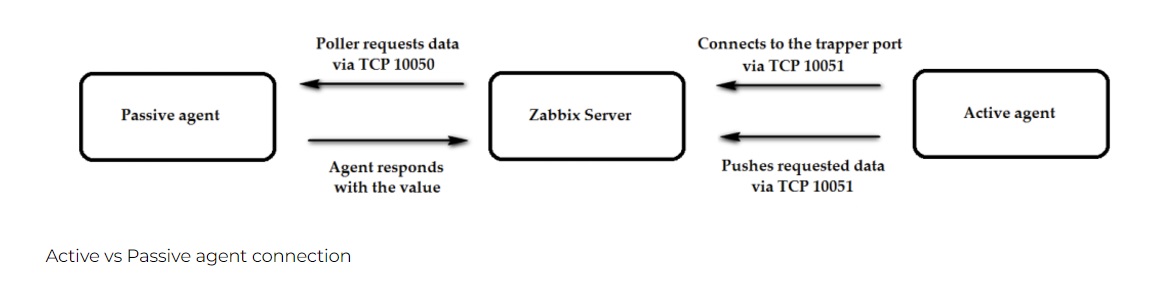 Poller requests data
via TCP 10050
Passive agent
Agent responds
with the value
Zabbix Server
Connects to the trapper port
via TCP 10051
Pushes requested data
via TCP 10051
Active agent
Active vs Passive agent connection